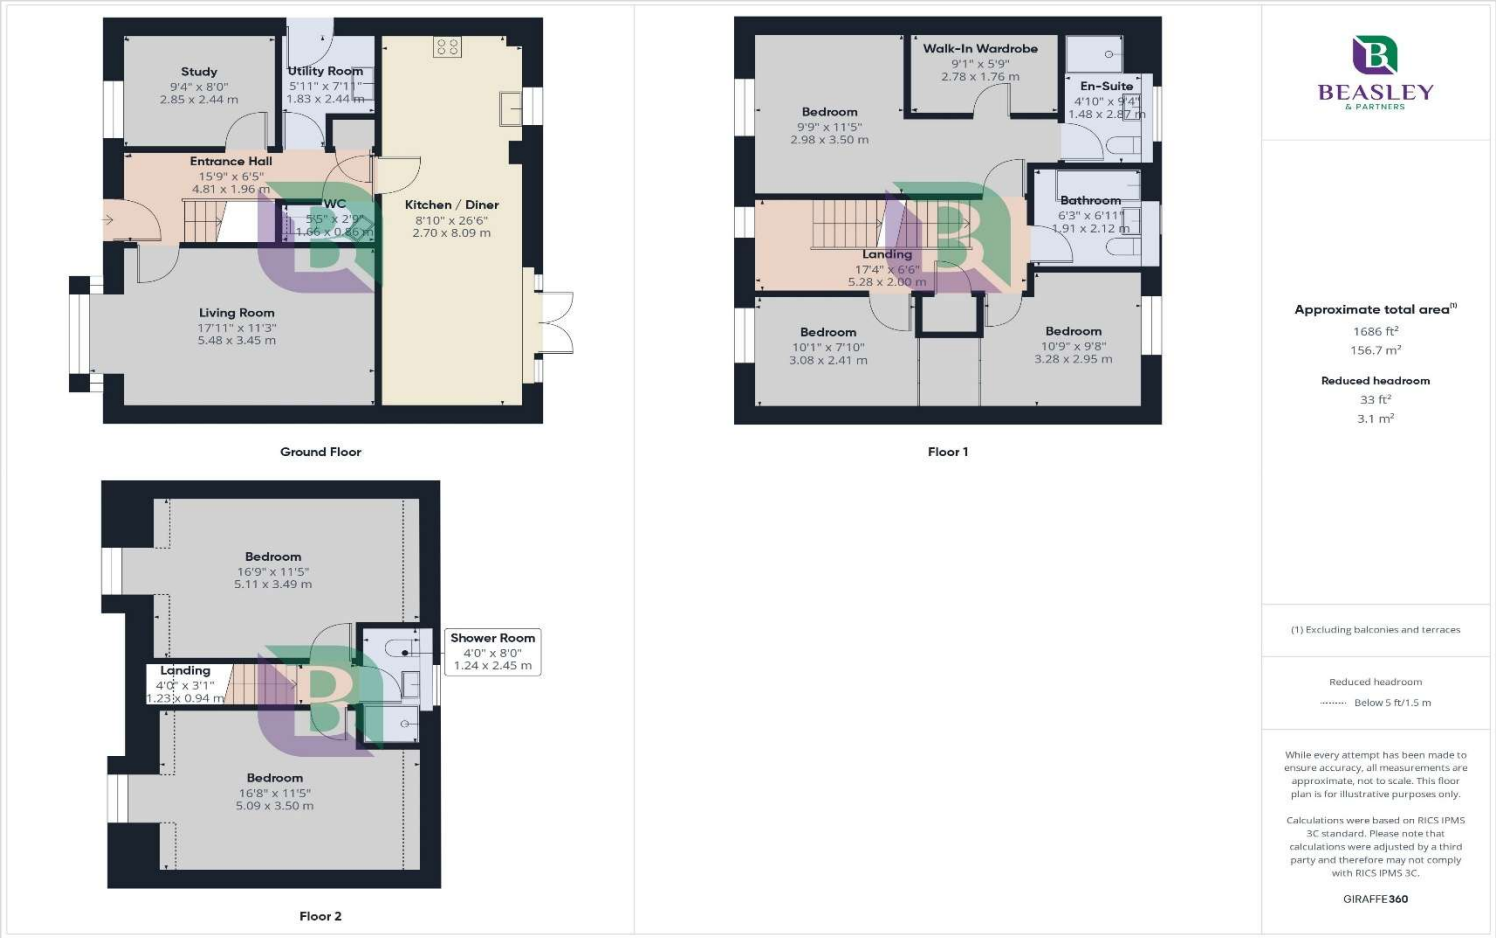 Study
9'4" x 8'0"
2.85 x 2.44 m
Utility Room
5'11" x 7'11"
1.83 x 2.44 m
Entrance Hall
15'9" x 6'5"
4.81 x 1.96 m
WC
5'5" x 2'9"
1.66 x 0.86 m
Kitchen / Diner
8'10" x 26'6"
2.70 x 8.09 m
Living Room
17'11" x 11'3"
5.48 x 3.45 m
Ground Floor
Walk-In Wardrobe
9'1" x 5'9"
2.78 x 1.76 m
En-Suite
4'10" x 9'4"
1.48 x 2.87 m
Bedroom
9'9" x 11'5"
2.98 x 3.50 m
Bathroom
6'3" x 6'11"
1.91 x 2.12 m
Landing
17'4" x 6'6"
5.28 x 2.00 m
Bedroom
10'1" x 7'10"
3.08 x 2.41 m
Bedroom
10'9" x 9'8"
3.28 x 2.95 m
Floor 1
Bedroom
16'9" x 11'5"
5.11 x 3.49 m
Shower Room
4'0" x 8'0"
1.24 x 2.45 m
Landing
4'0" x 3'1"
1.23 x 0.94 m
Bedroom
16'8" x 11'5"
5.09 x 3.50 m
Floor 2
B
B
B
B
BEASLEY
& PARTNERS
Approximate total area(1)
1686 ft²
156.7 m²
Reduced headroom
33 ft²
3.1 m²
(1) Excluding balconies and terraces
Reduced headroom
Below 5 ft/1.5 m
While every attempt has been made to
ensure accuracy, all measurements are
approximate, not to scale. This floor
plan is for illustrative purposes only.
Calculations were based on RICS IPMS
3C standard. Please note that
calculations were adjusted by a third
party and therefore may not comply
with RICS IPMS 3C.
GIRAFFE360